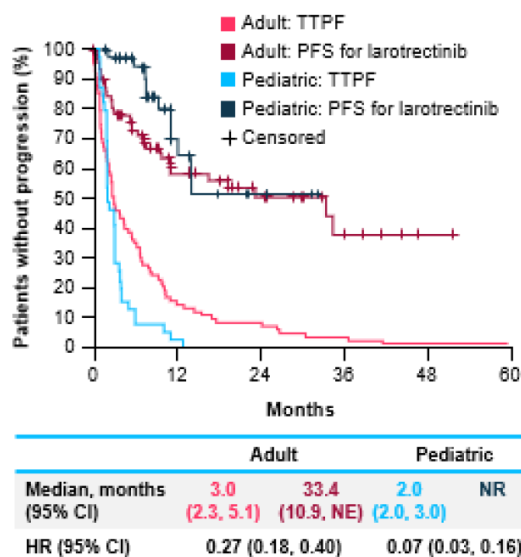 Adult: TTPF
Adult: PFS for larotrectinib
Pediatric: TTPF
Pediatric: PFS for larotrectinib
Censored
Patients without progression (%)
100
90
80
70
60
50
40
30
20
10
0
0 12 24 36 48 60
Months
Adult Pediatric
Median, months 3.0 33.4 2.0 NR
(95% CI) (2.3, 5.1) (10.9, NE) (2.0, 3.0)
HR (95% CI) 0.27 (0.18, 0.40) 0.07 (0.03, 0.16)